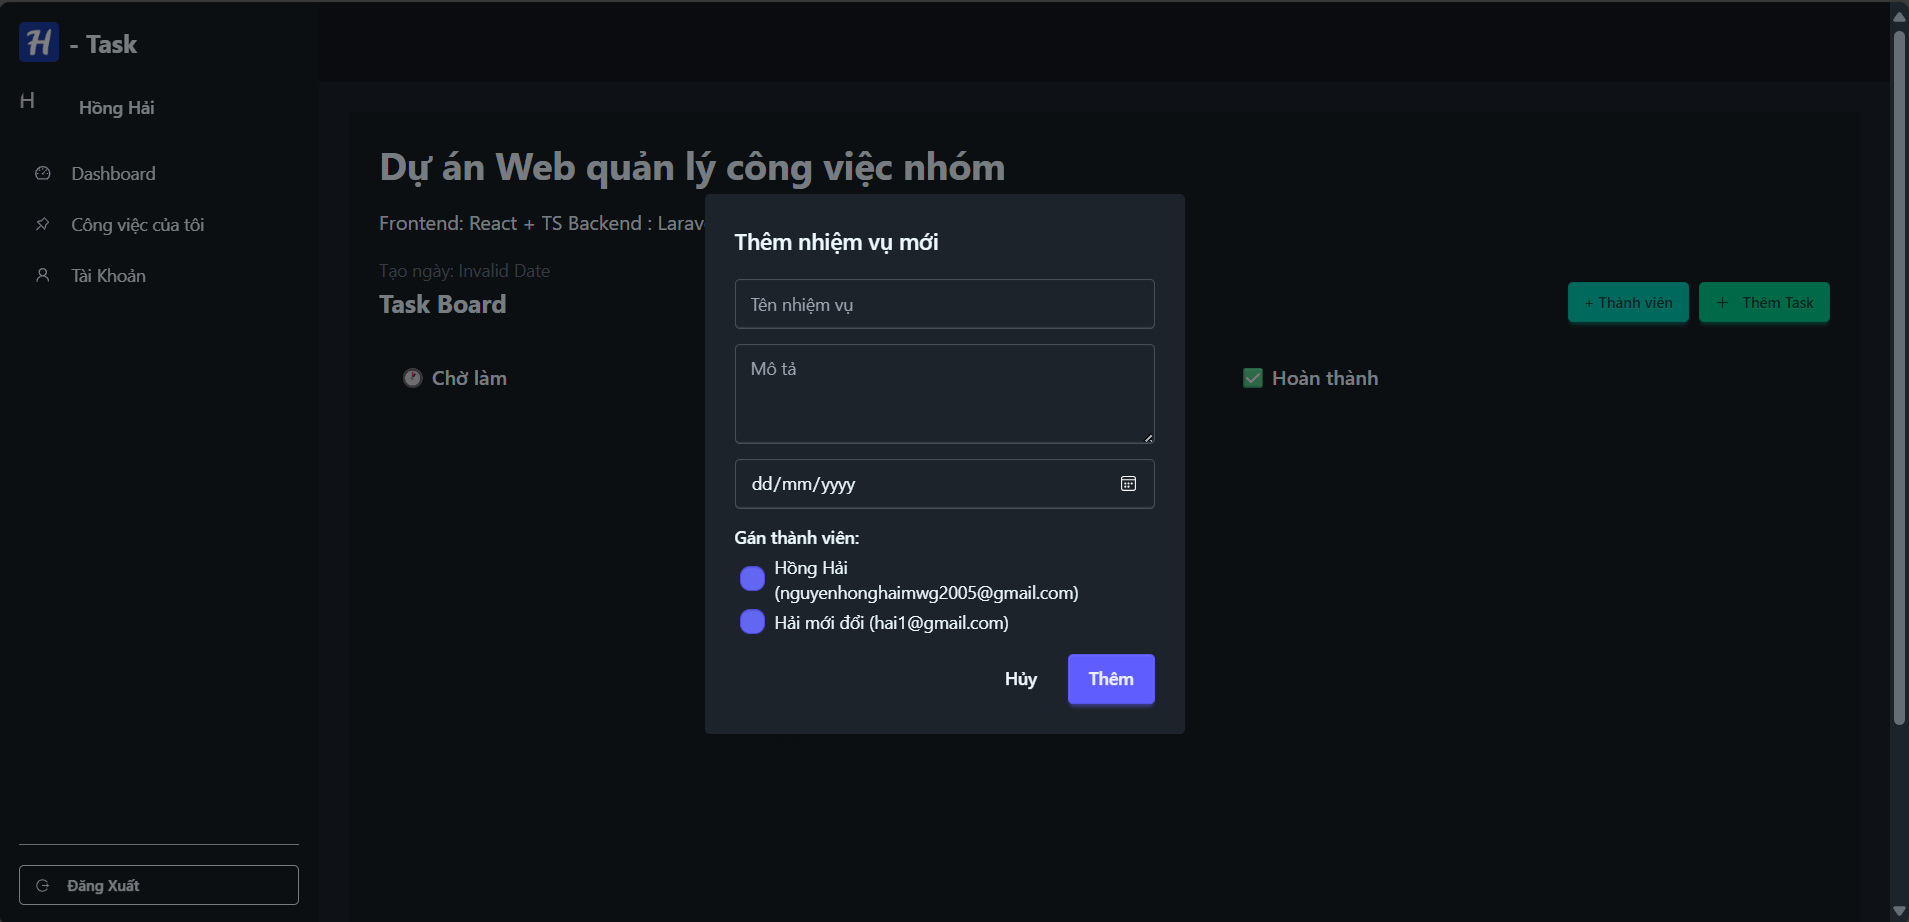 H - Task
H
Hồng Hải
Dashboard
Công việc của tôi
Tài Khoản
Đăng Xuất
Dự án Web quản lý công việc nhóm
Frontend: React + TS Backend : Larav
Tạo ngày: Invalid Date
Task Board
+ Thành viên
+ Thêm Task
Chờ làm
Hoàn thành
Thêm nhiệm vụ mới
Tên nhiệm vụ
Mô tả
dd/mm/yyyy
Gán thành viên:
Hồng Hải
(nguyenhonghaimwg2005@gmail.com)
Hải mới đổi (hai1@gmail.com)
Hủy
Thêm